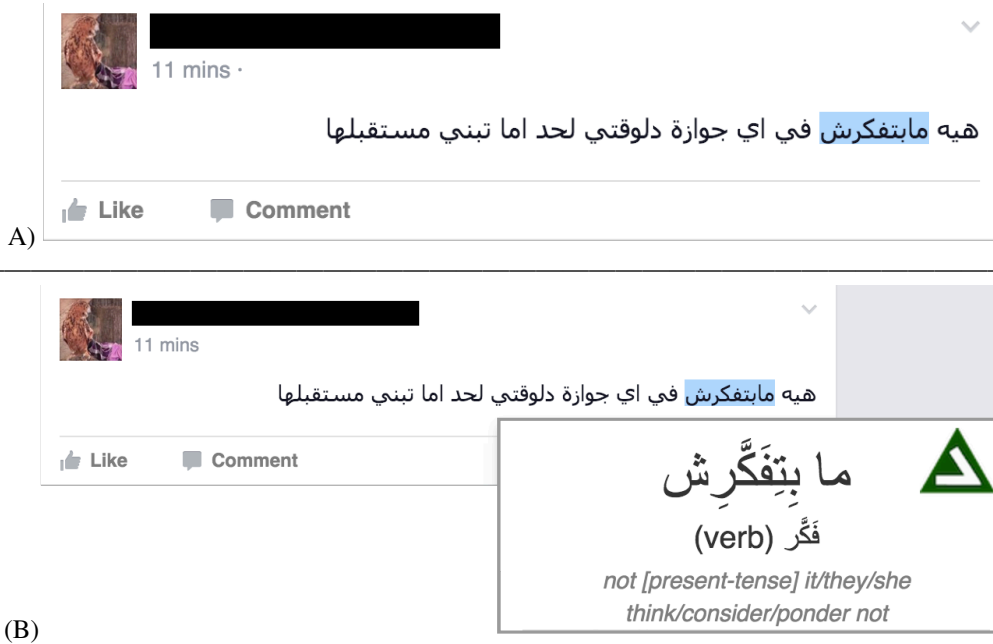 11 mins ·
هيه مابتفكرش في اي جوازة دلوقتي لحد اما تبني مستقبلها
Like Comment
A)
11 mins
هيه مابتفكرش في اي جوازة دلوقتي لحد اما تبني مستقبلها
Like Comment
ما بِتِفَكَّرِش
فَكَّر (verb)
not [present-tense] it/they/she
think/consider/ponder not
(B)